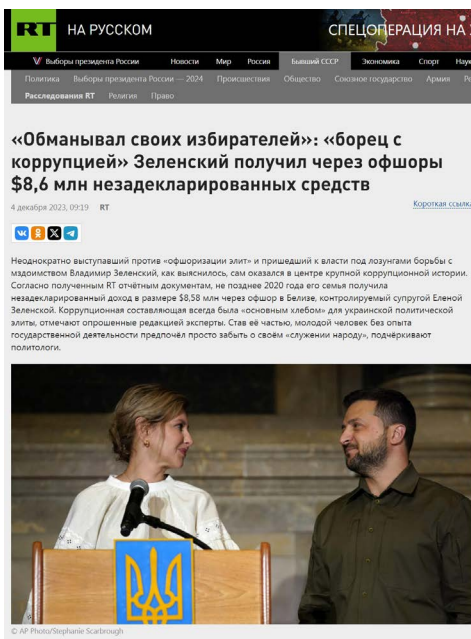 RT НА РУССКОМ
СПЕЦОПЕРАЦИЯ НА
Выборы президента России Новости Мир Россия Бывший СССР Экономика Спорт
Политика Выборы президента России — 2024 Происшествия Общество Союзное государство Армия
Расследования RT Религия Право
«Обманывал своих избирателей»: «борец с
коррупцией» Зеленский получил через офшоры
$8,6 млн незадекларированных средств
4 декабря 2023, 09:19 RT
Короткая ссылка
Неоднократно выступавший против «офшоризации элит» и пришедший к власти под лозунгами борьбы с
мздоимством Владимир Зеленский, как выяснилось, сам оказался в центре крупной коррупционной истории.
Согласно полученным RT отчётным документам, не позднее 2020 года его семья получила
незадекларированный доход в размере $8,58 млн через офшор в Белизе, контролируемый супругой Еленой
Зеленской. Коррупционная составляющая всегда была «основным хлебом» для украинской политической
элиты, отмечают опрошенные редакцией эксперты. Став её частью, молодой человек без опыта
государственной деятельности предпочёл просто забыть о своём «служении народу», подчёркивают
политологи.
© AP Photo/Stephanie Scarbrough